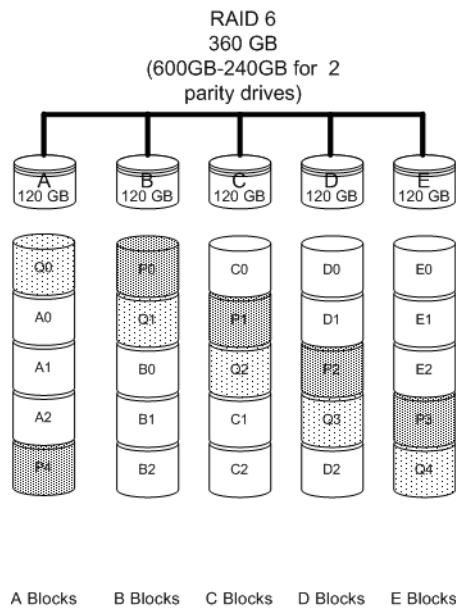 RAID 6
360 GB
(600GB-240GB for 2
parity drives)
A B C D E
120 GB 120 GB 120 GB 120 GB 120 GB
Q0 P0 C0 D0 E0
A0 Q1 P1 D1 E1
A1 B0 Q2 P2 E2
A2 B1 C1 Q3 P3
P4 B2 C2 D2 Q4
A Blocks B Blocks C Blocks D Blocks E Blocks